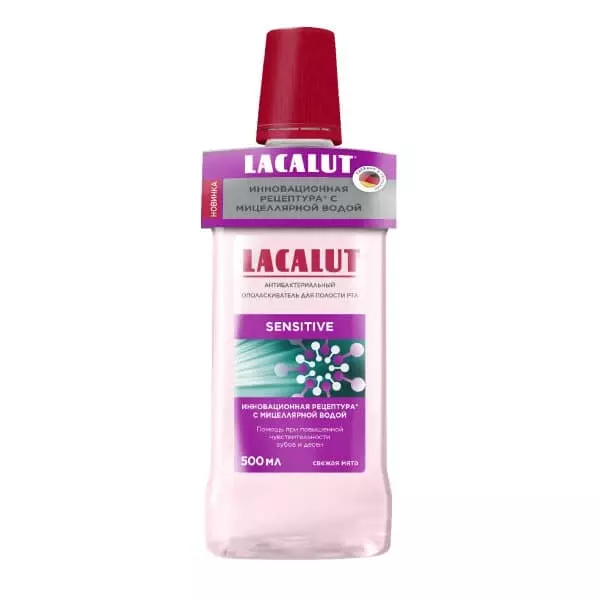 LACALUT
НОВИНКА
ИННОВАЦИОННАЯ
РЕЦЕПТУРА* С
МИЦЕЛЛЯРНОЙ ВОДОЙ
LACALUT
АНТИБАКТЕРИАЛЬНЫЙ
ОПОЛАСКИВАТЕЛЬ ДЛЯ ПОЛОСТИ РТА
SENSITIVE
ИННОВАЦИОННАЯ РЕЦЕПТУРА*
С МИЦЕЛЛЯРНОЙ ВОДОЙ
Помощь при повышенной
чувствительности
зубов и десен
500 МЛ
свежая мята